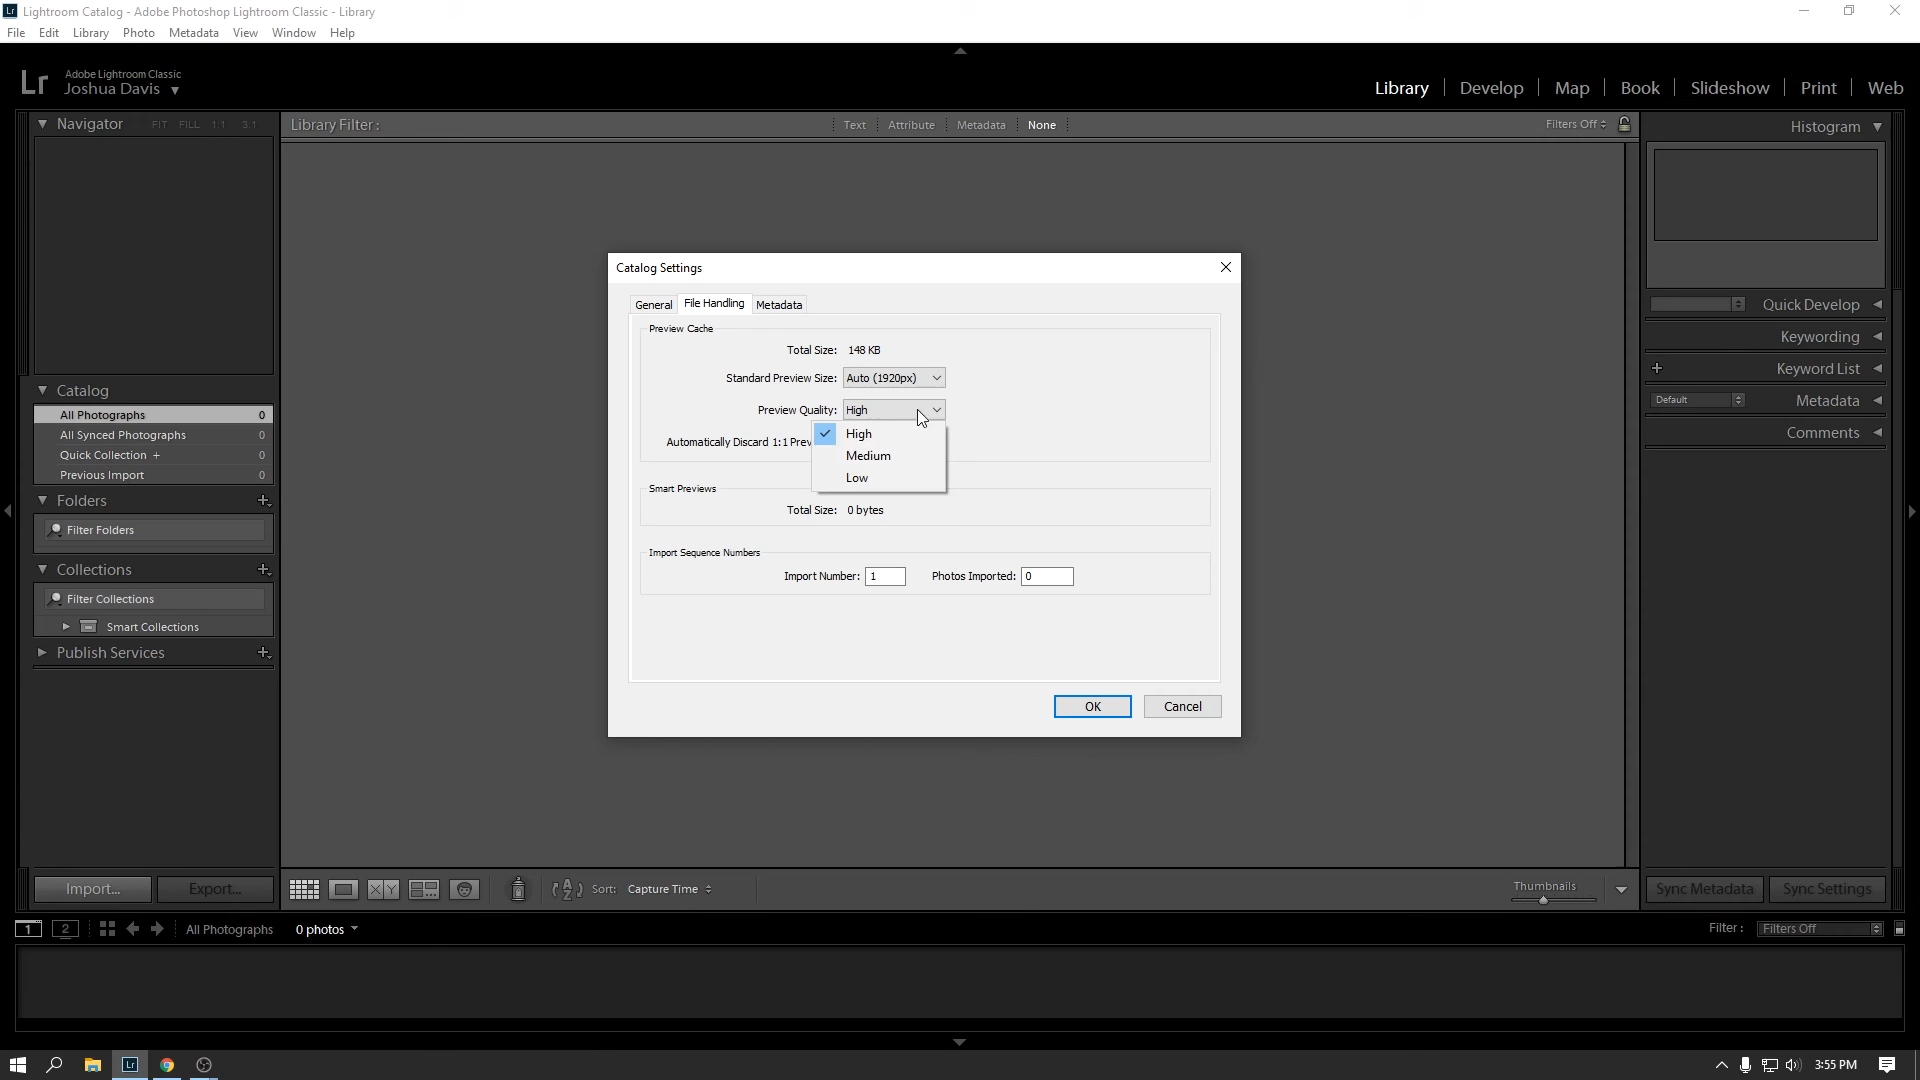 Lr Lightroom Catalog - Adobe Photoshop Lightroom Classic - Library
File Edit Library Photo Metadata View Window Help
Lr
Adobe Lightroom Classic
Joshua Davis
Library Develop Map Book Slideshow Print Web
Navigator FIT FILL 1:1 3:1
Library Filter : Text Attribute Metadata None Filters Off
Histogram
Catalog Settings
General File Handling Metadata
Preview Cache
Total Size: 148 KB
Standard Preview Size: Auto (1920px)
Preview Quality: High
High
Automatically Discard 1:1 Prev
Medium
Low
Smart Previews
Total Size: 0 bytes
Import Sequence Numbers
Import Number: 1 Photos Imported: 0
OK Cancel
Catalog
All Photographs 0
All Synced Photographs 0
Quick Collection + 0
Previous Import 0
Folders +
Filter Folders
Collections +
Filter Collections
Smart Collections
Publish Services +
Quick Develop
Keywording
+ Keyword List
Default Metadata
Comments
Import... Export...
XY
AZ Sort: Capture Time
Thumbnails
Sync Metadata Sync Settings
1 2 All Photographs 0 photos
Filter : Filters Off
Lr
3:55 PM